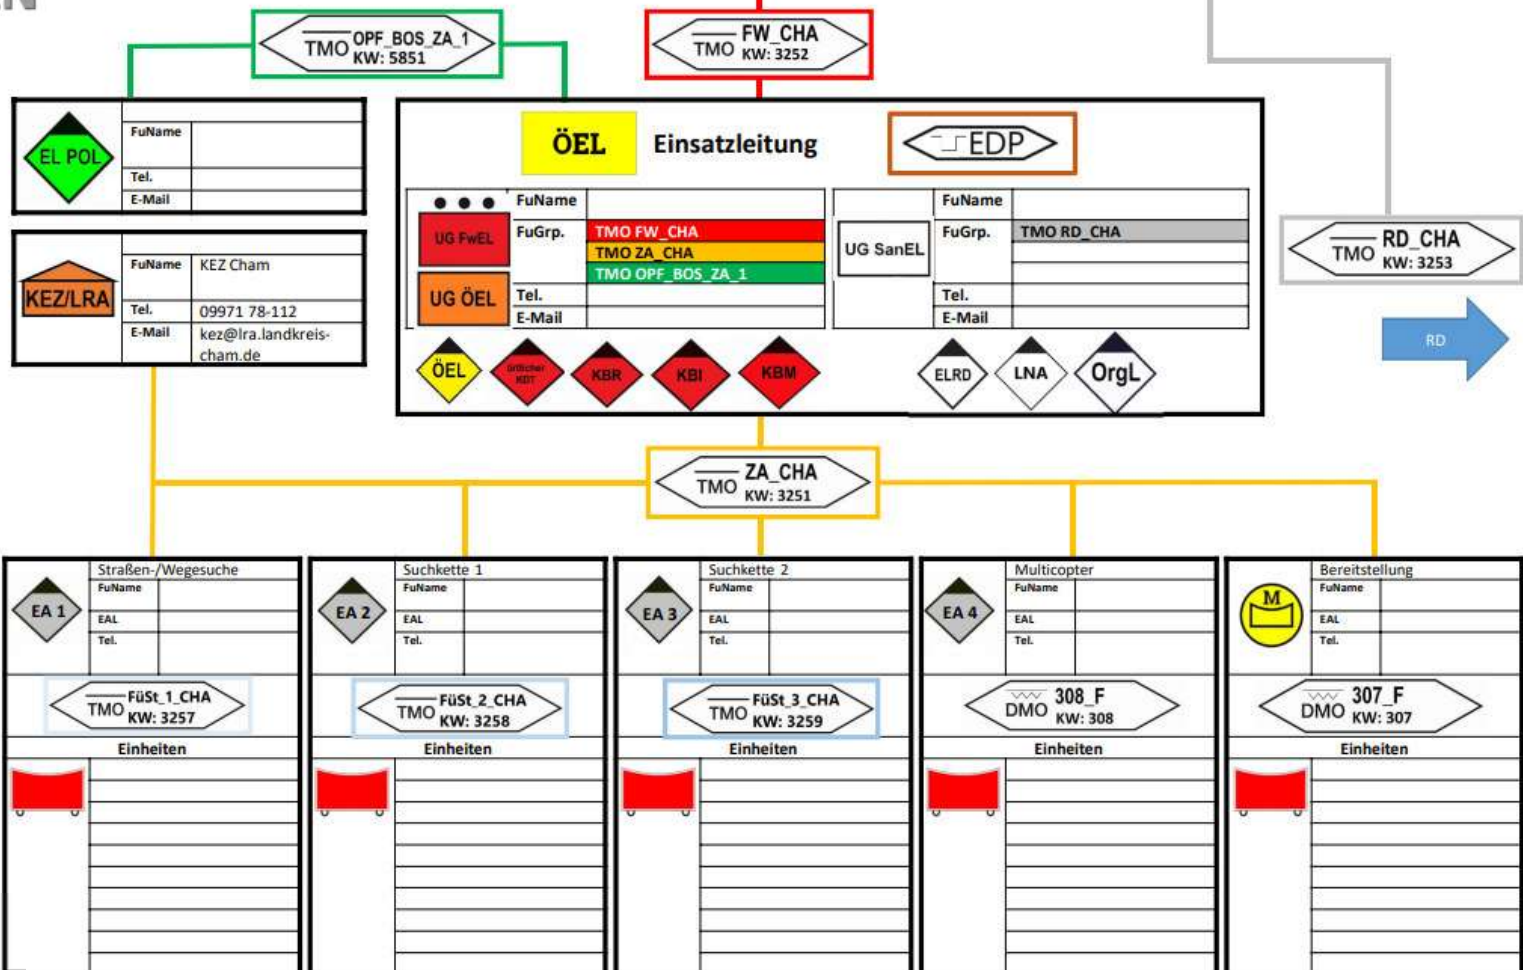 EN
OPF_BOS_ZA_1
TMO
KW: 5851
FW_CHA
TMO
KW: 3252
EL POL
FuName
Tel.
E-Mail
ÖEL
Einsatzleitung
EDP
KEZ/LRA
FuName KEZ Cham
Tel. 09971 78-112
E-Mail kez@lra.landkreis-
cham.de
UG FwEL
UG ÖEL
FuName
FuGrp. TMO FW_CHA
TMO ZA_CHA
TMO OPF_BOS_ZA_1
Tel.
E-Mail
UG SanEL
FuName
FuGrp. TMO RD_CHA
Tel.
E-Mail
RD_CHA
TMO
KW: 3253
RD
ÖEL
örtlicher
KDT
KBR
KBI
KBM
ELRD
LNA
OrgL
ZA_CHA
TMO
KW: 3251
EA 1
Straßen-/Wegesuche
FuName
EAL
Tel.
FüSt_1_CHA
TMO
KW: 3257
Einheiten
EA 2
Suchkette 1
FuName
EAL
Tel.
FüSt_2_CHA
TMO
KW: 3258
Einheiten
EA 3
Suchkette 2
FuName
EAL
Tel.
FüSt_3_CHA
TMO
KW: 3259
Einheiten
EA 4
Multicopter
FuName
EAL
Tel.
308_F
DMO
KW: 308
Einheiten
M
Bereitstellung
FuName
EAL
Tel.
307_F
DMO
KW: 307
Einheiten